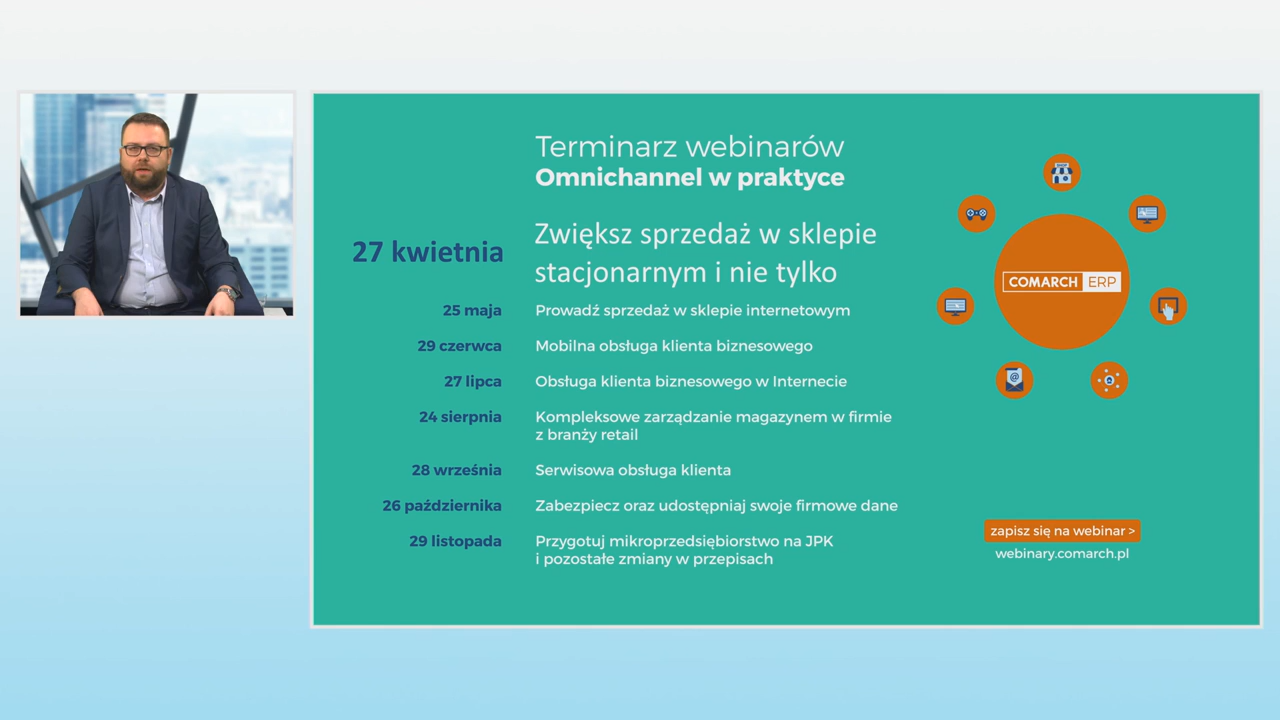 Terminarz webinarów
Omnichannel w praktyce
27 kwietnia
Zwiększ sprzedaż w sklepie
stacjonarnym i nie tylko
25 maja
Prowadź sprzedaż w sklepie internetowym
29 czerwca
Mobilna obsługa klienta biznesowego
27 lipca
Obsługa klienta biznesowego w Internecie
24 sierpnia
Kompleksowe zarządzanie magazynem w firmie
z branży retail
28 września
Serwisowa obsługa klienta
26 października
Zabezpiecz oraz udostępniaj swoje firmowe dane
29 listopada
Przygotuj mikroprzedsiębiorstwo na JPK
i pozostałe zmiany w przepisach
SHOP
COMARCH ERP
@
zapisz się na webinar >
webinary.comarch.pl